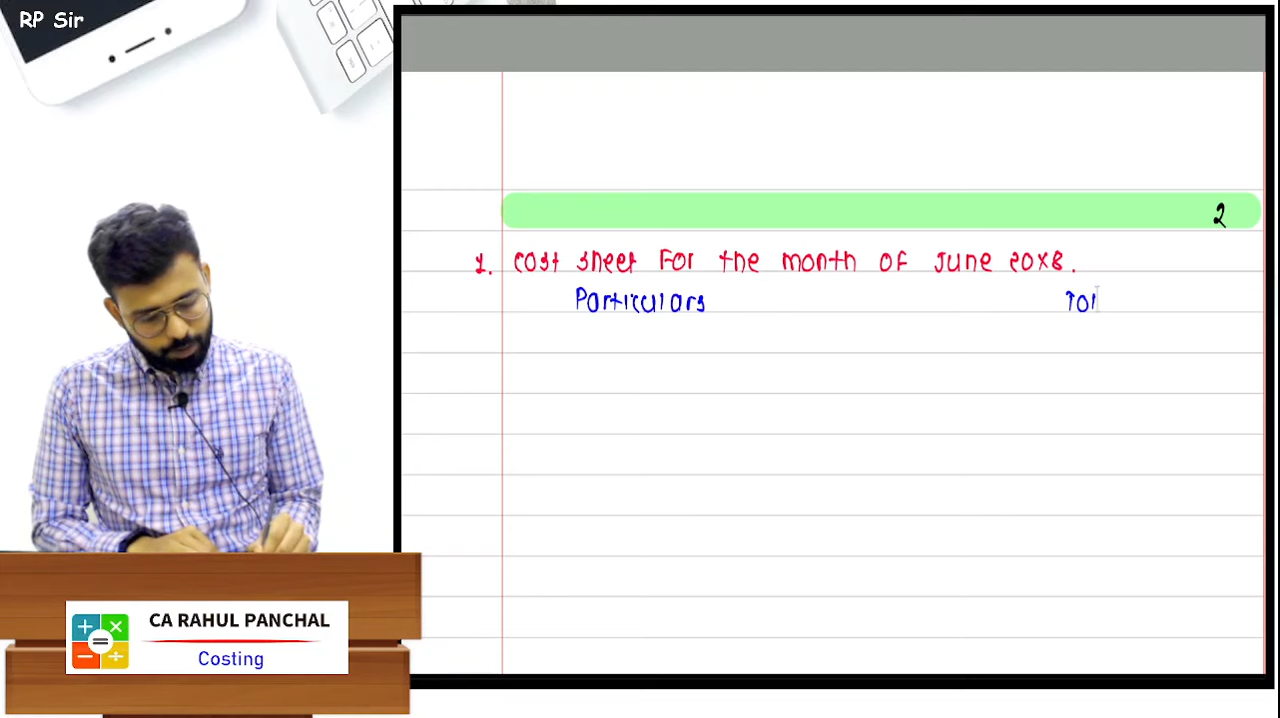 RP Sir
2
1. Cost sheet For the month of June 20x8.
Particulars
CA RAHUL PANCHAL
Costing